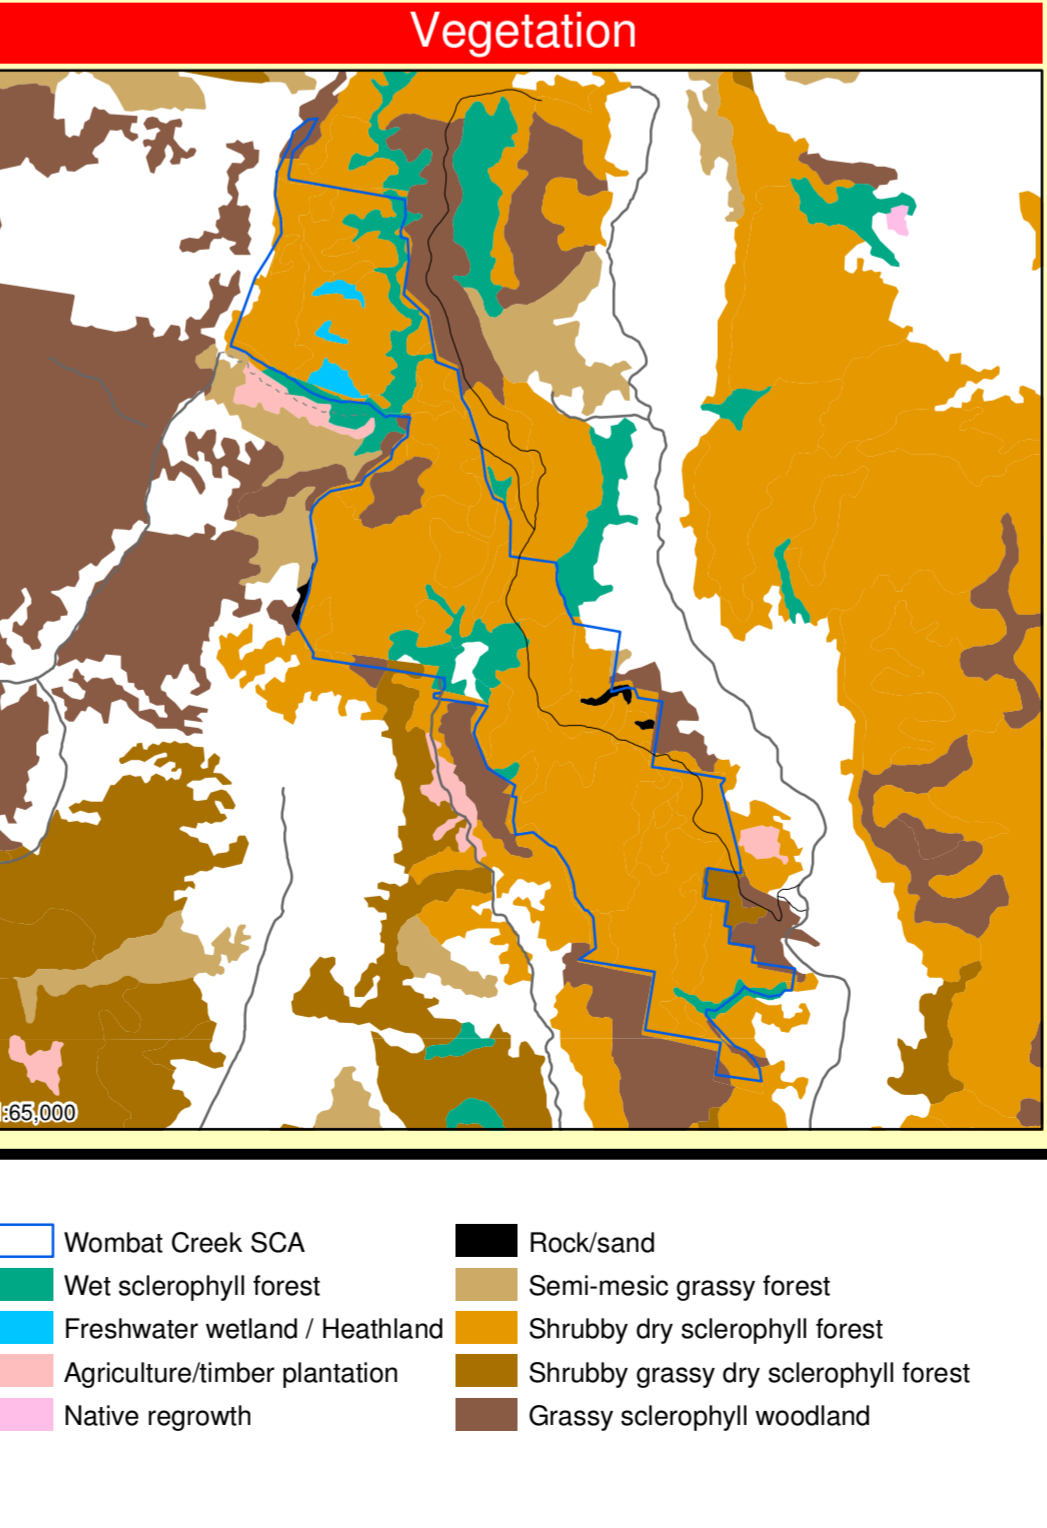 Vegetation
:65,000
Wombat Creek SCA
Wet sclerophyll forest
Freshwater wetland / Heathland
Agriculture/timber plantation
Native regrowth
Rock/sand
Semi-mesic grassy forest
Shrubby dry sclerophyll forest
Shrubby grassy dry sclerophyll forest
Grassy sclerophyll woodland